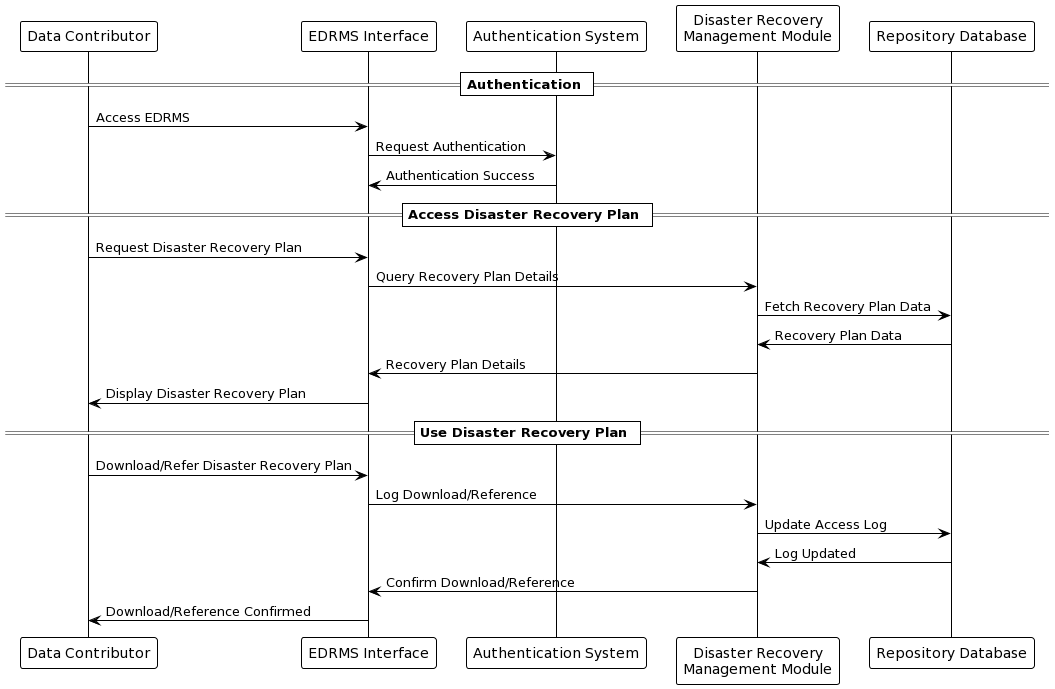 Data Contributor
EDRMS Interface
Authentication System
Disaster Recovery
Management Module
Repository Database
Authentication
Access EDRMS
Request Authentication
Authentication Success
Access Disaster Recovery Plan
Request Disaster Recovery Plan
Query Recovery Plan Details
Fetch Recovery Plan Data
Recovery Plan Data
Recovery Plan Details
Display Disaster Recovery Plan
Use Disaster Recovery Plan
Download/Refer Disaster Recovery Plan
Log Download/Reference
Update Access Log
Log Updated
Confirm Download/Reference
Download/Reference Confirmed
Data Contributor
EDRMS Interface
Authentication System
Disaster Recovery
Management Module
Repository Database